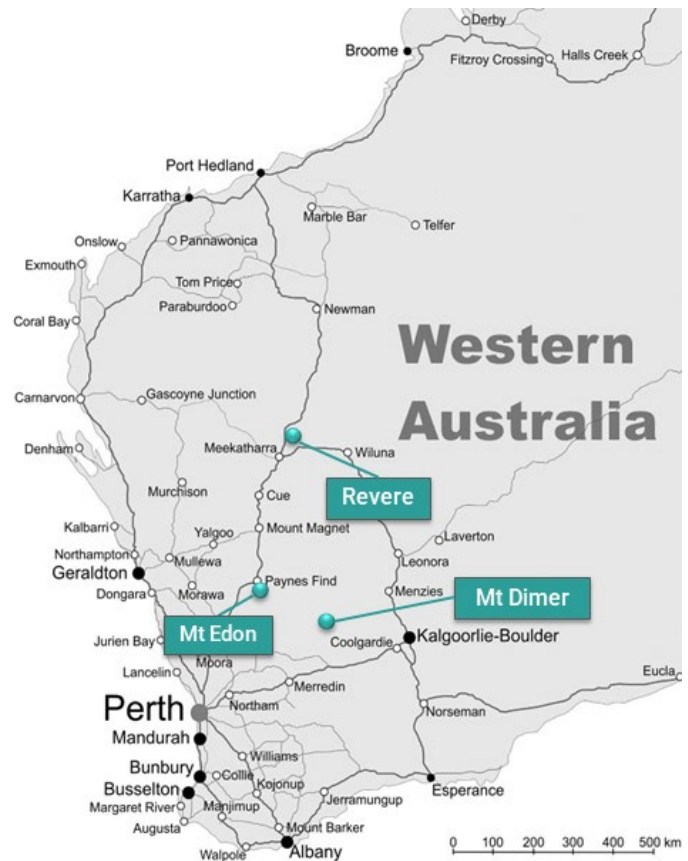 Derby
Broome
Fitzroy Crossing
Halls Creek
Port Hedland
Karratha
Marble Bar
Telfer
Onslow
Pannawonica
Exmouth
Tom Price
Paraburdoo
Newman
Coral Bay
Western
Australia
Carnarvon
Gascoyne Junction
Denham
Meekatharra
Wiluna
Revere
Murchison
Cue
Kalbarri
Yalgoo
Mount Magnet
Laverton
Northampton
Mullewa
Leonora
Geraldton
Paynes Find
Dongara
Morawa
Menzies
Mt Dimer
Mt Edon
Jurien Bay
Kalgoorlie-Boulder
Coolgardie
Moora
Lancelin
Eucla
Merredin
Perth
Northam
Norseman
Mandurah
Williams
Bunbury
Collie
Kojonup
Busselton
Esperance
Margaret River
Manjimup
Jerramungup
Augusta
Mount Barker
Walpole
Albany
0 100 200 300 400 500 km